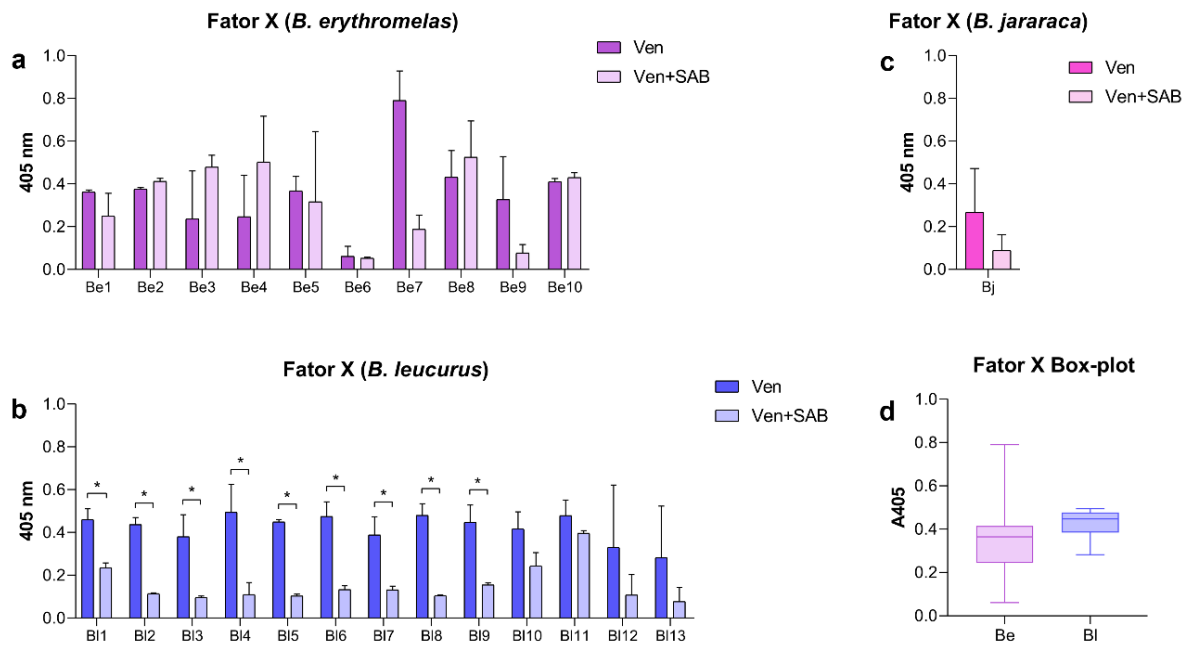 Fator X (B. erythromelas)
a
Ven
Ven+SAB
405 nm
1.0
0.8
0.6
0.4
0.2
0.0
Be1 Be2 Be3 Be4 Be5 Be6 Be7 Be8 Be9 Be10
Fator X (B. jararaca)
c
Ven
Ven+SAB
405 nm
1.0
0.8
0.6
0.4
0.2
0.0
Bj
Fator X (B. leucurus)
b
Ven
Ven+SAB
405 nm
1.0
0.8
0.6
0.4
0.2
0.0
* * * * * * * * *
Bl1 Bl2 Bl3 Bl4 Bl5 Bl6 Bl7 Bl8 Bl9 Bl10 Bl11 Bl12 Bl13
Fator X Box-plot
d
A405
1.0
0.8
0.6
0.4
0.2
0.0
Be Bl